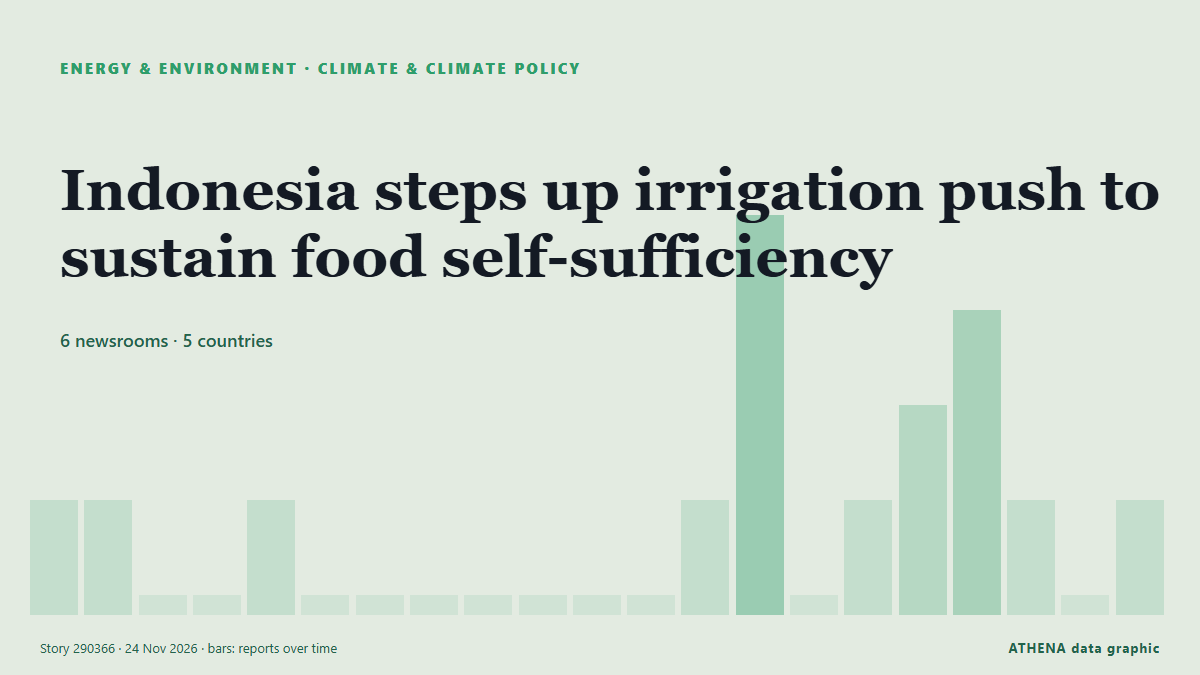 ENERGY & ENVIRONMENT · CLIMATE & CLIMATE POLICY
Indonesia steps up irrigation push to
sustain food self-sufficiency
6 newsrooms · 5 countries
Story 290366 · 24 Nov 2026 · bars: reports over time
ATHENA data graphic